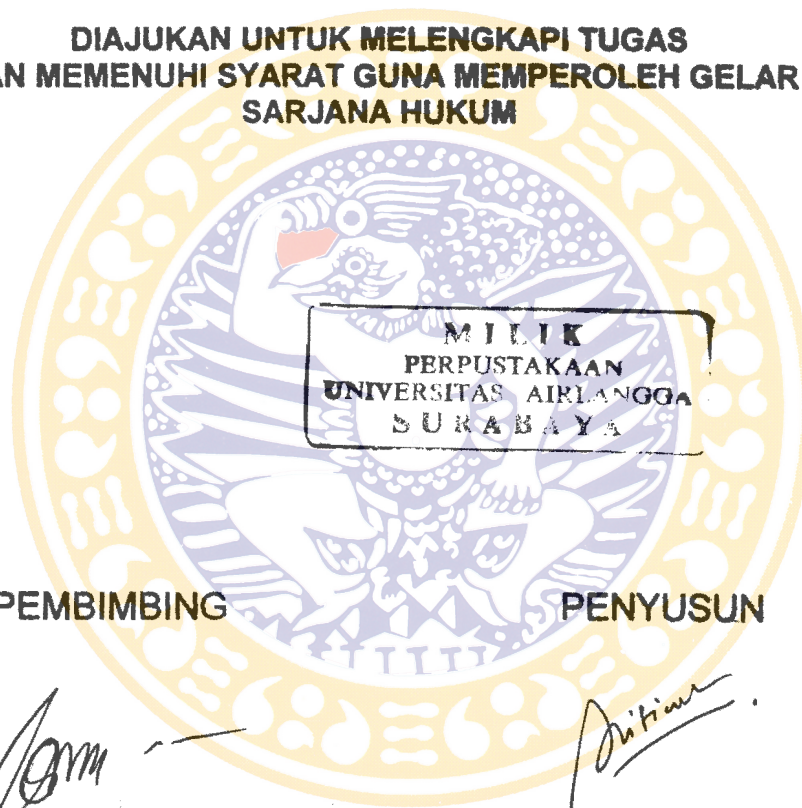 DIAJUKAN UNTUK MELENGKAPI TUGAS
AN MEMENUHI SYARAT GUNA MEMPEROLEH GELAR
SARJANA HUKUM
MILIK
PERPUSTAKAAN
UNIVERSITAS AIRLANGGA
SURABAYA
PEMBIMBING PENYUSUN